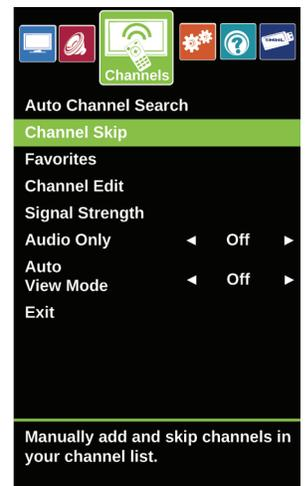 Channels
Auto Channel Search
Channel Skip
Favorites
Channel Edit
Signal Strength
Audio Only ◄ Off ►
Auto
View Mode ◄ Off ►
Exit
Manually add and skip channels in
your channel list.